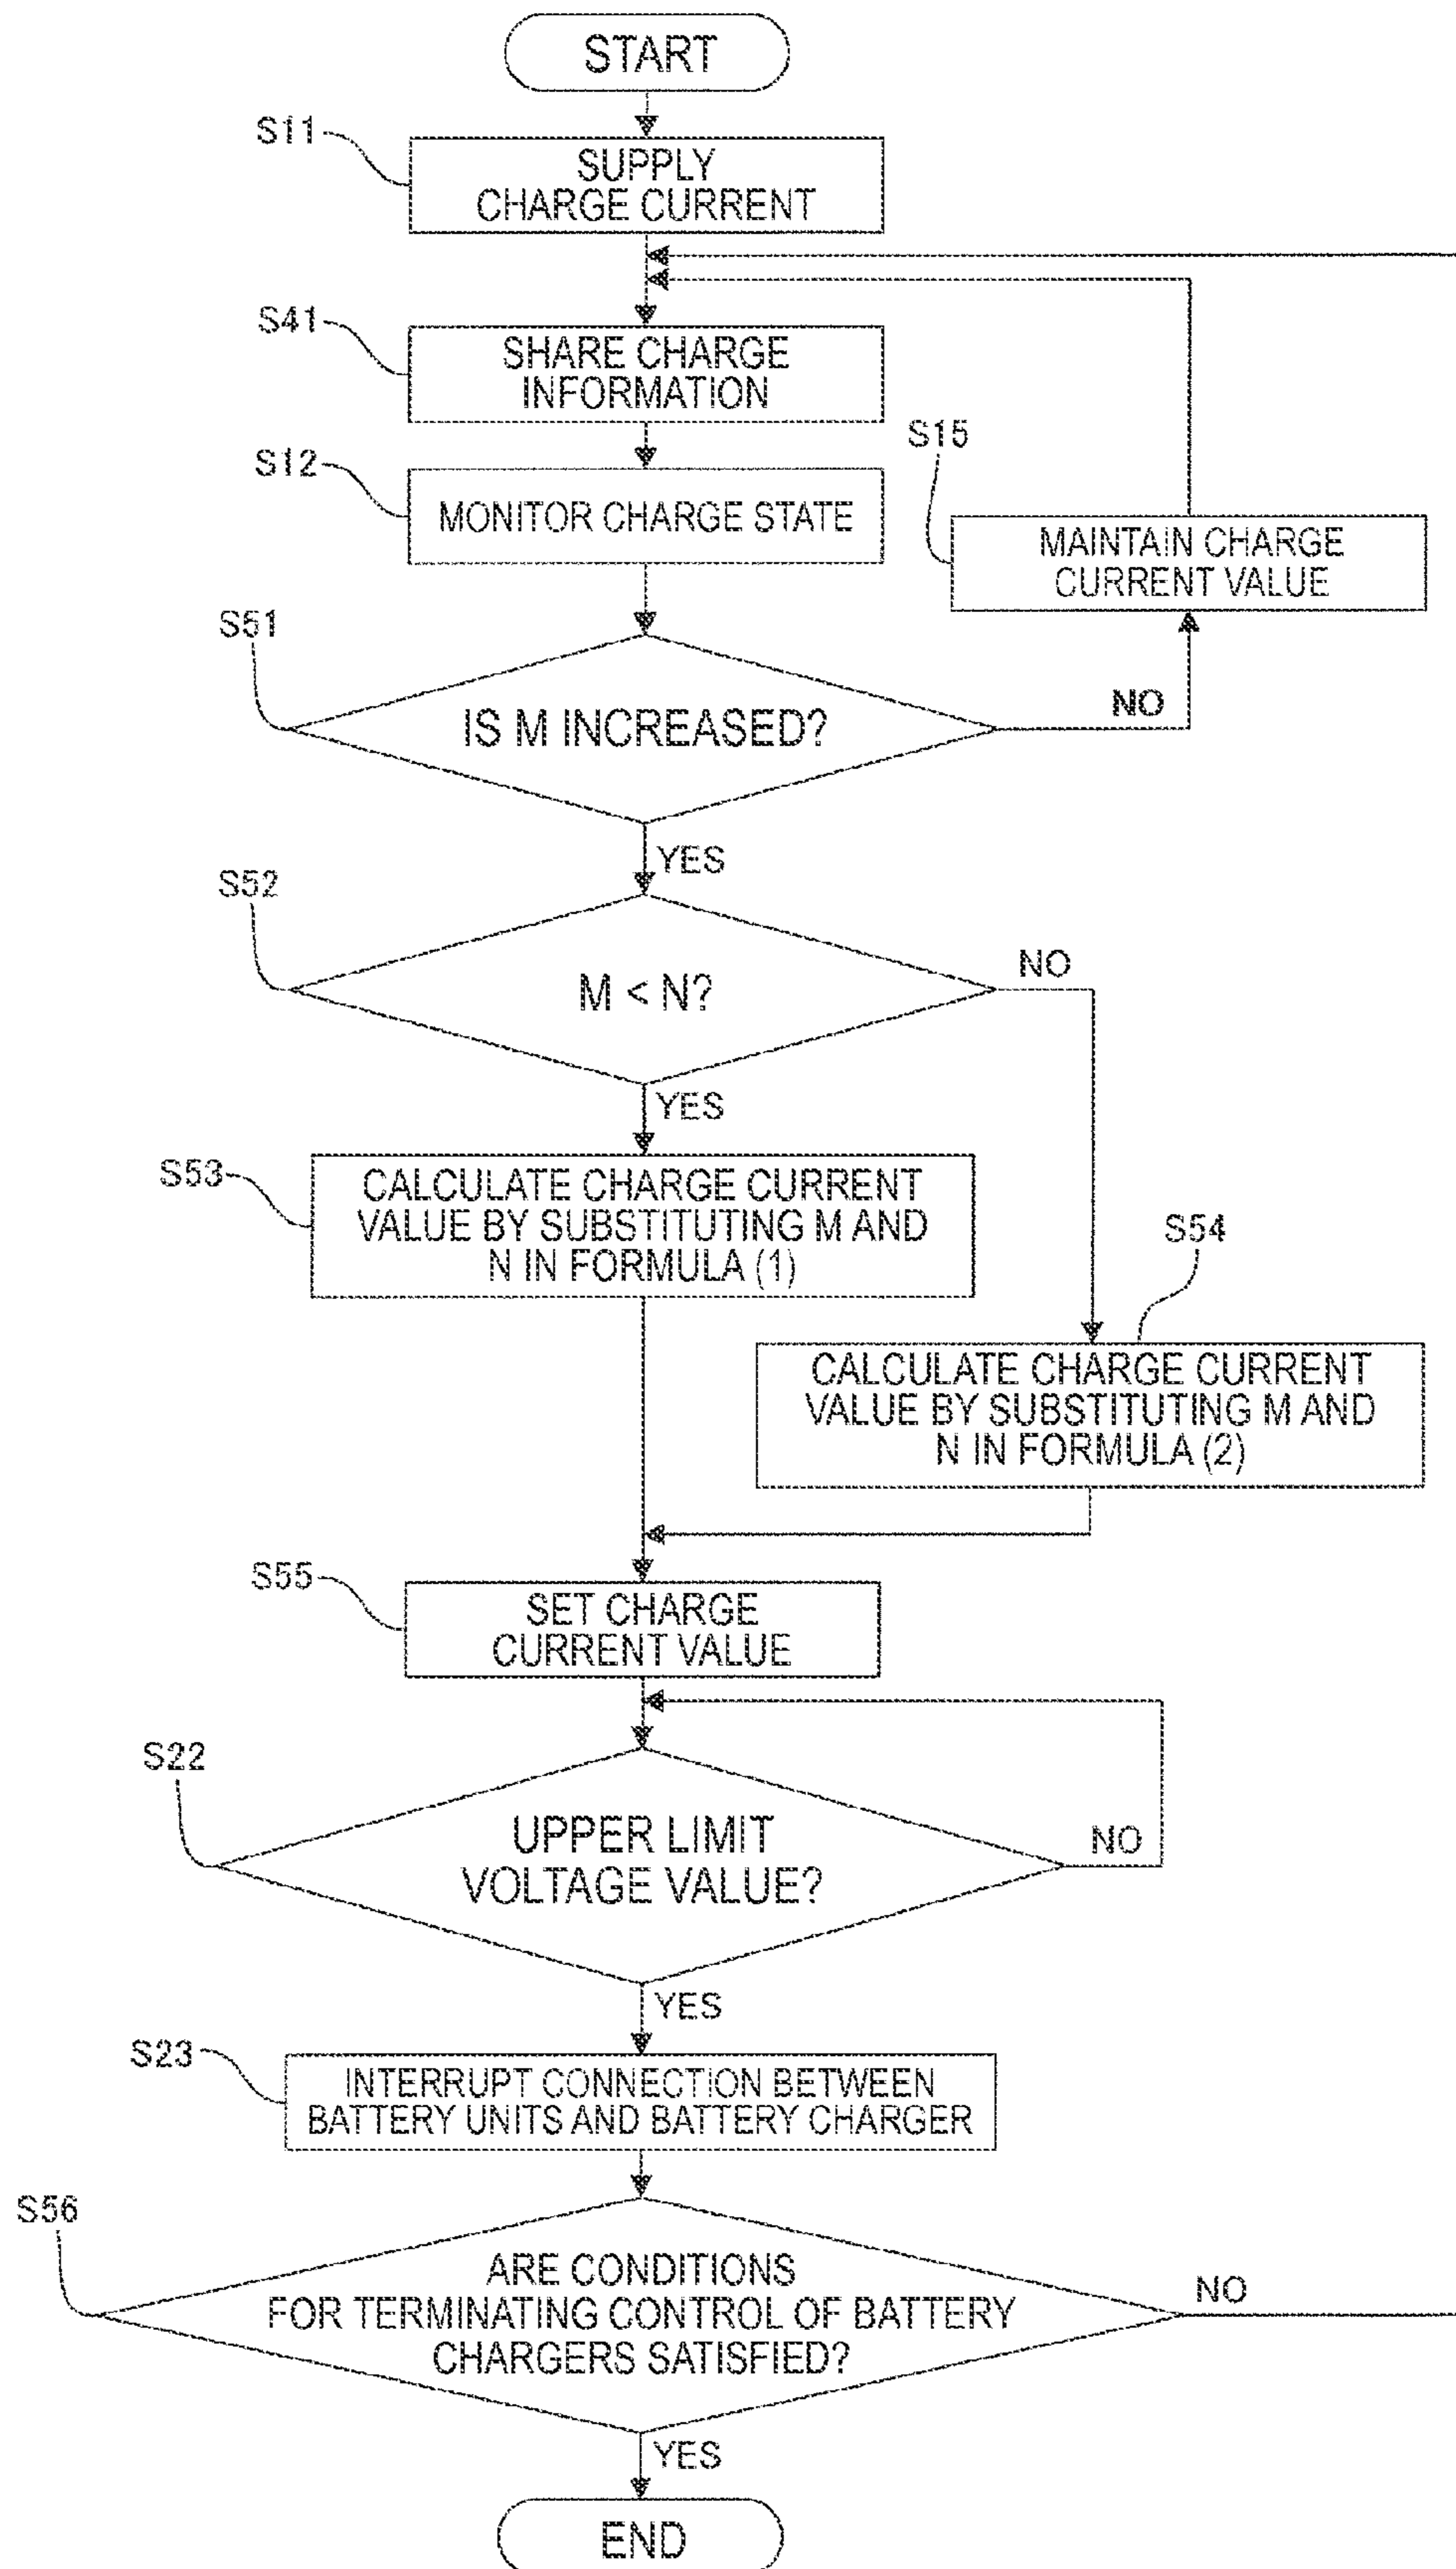 START
S11
SUPPLY
CHARGE CURRENT
S41
SHARE CHARGE
INFORMATION
S12
MONITOR CHARGE STATE
S15
MAINTAIN CHARGE
CURRENT VALUE
S51
IS M INCREASED?
NO
YES
S52
M < N?
NO
YES
S53
CALCULATE CHARGE CURRENT
VALUE BY SUBSTITUTING M AND
N IN FORMULA (1)
S54
CALCULATE CHARGE CURRENT
VALUE BY SUBSTITUTING M AND
N IN FORMULA (2)
S55
SET CHARGE
CURRENT VALUE
S22
UPPER LIMIT
VOLTAGE VALUE?
NO
YES
S23
INTERRUPT CONNECTION BETWEEN
BATTERY UNITS AND BATTERY CHARGER
S56
ARE CONDITIONS
FOR TERMINATING CONTROL OF BATTERY
CHARGERS SATISFIED?
NO
YES
END